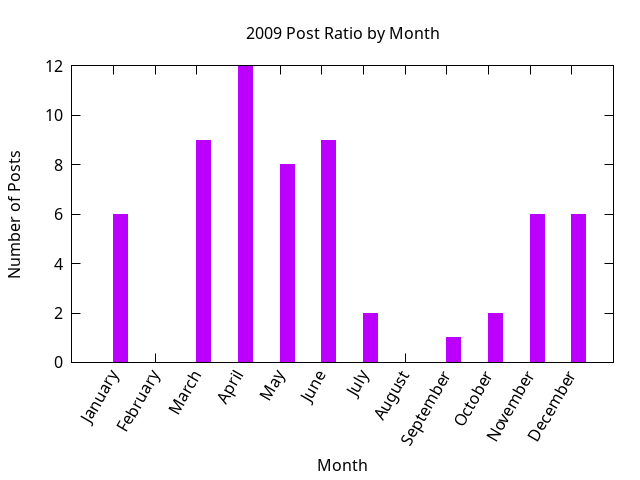 2009 Post Ratio by Month
12
10
8
6
4
2
0
Number of Posts
January
February
March
April
May
June
July
August
September
October
November
December
Month